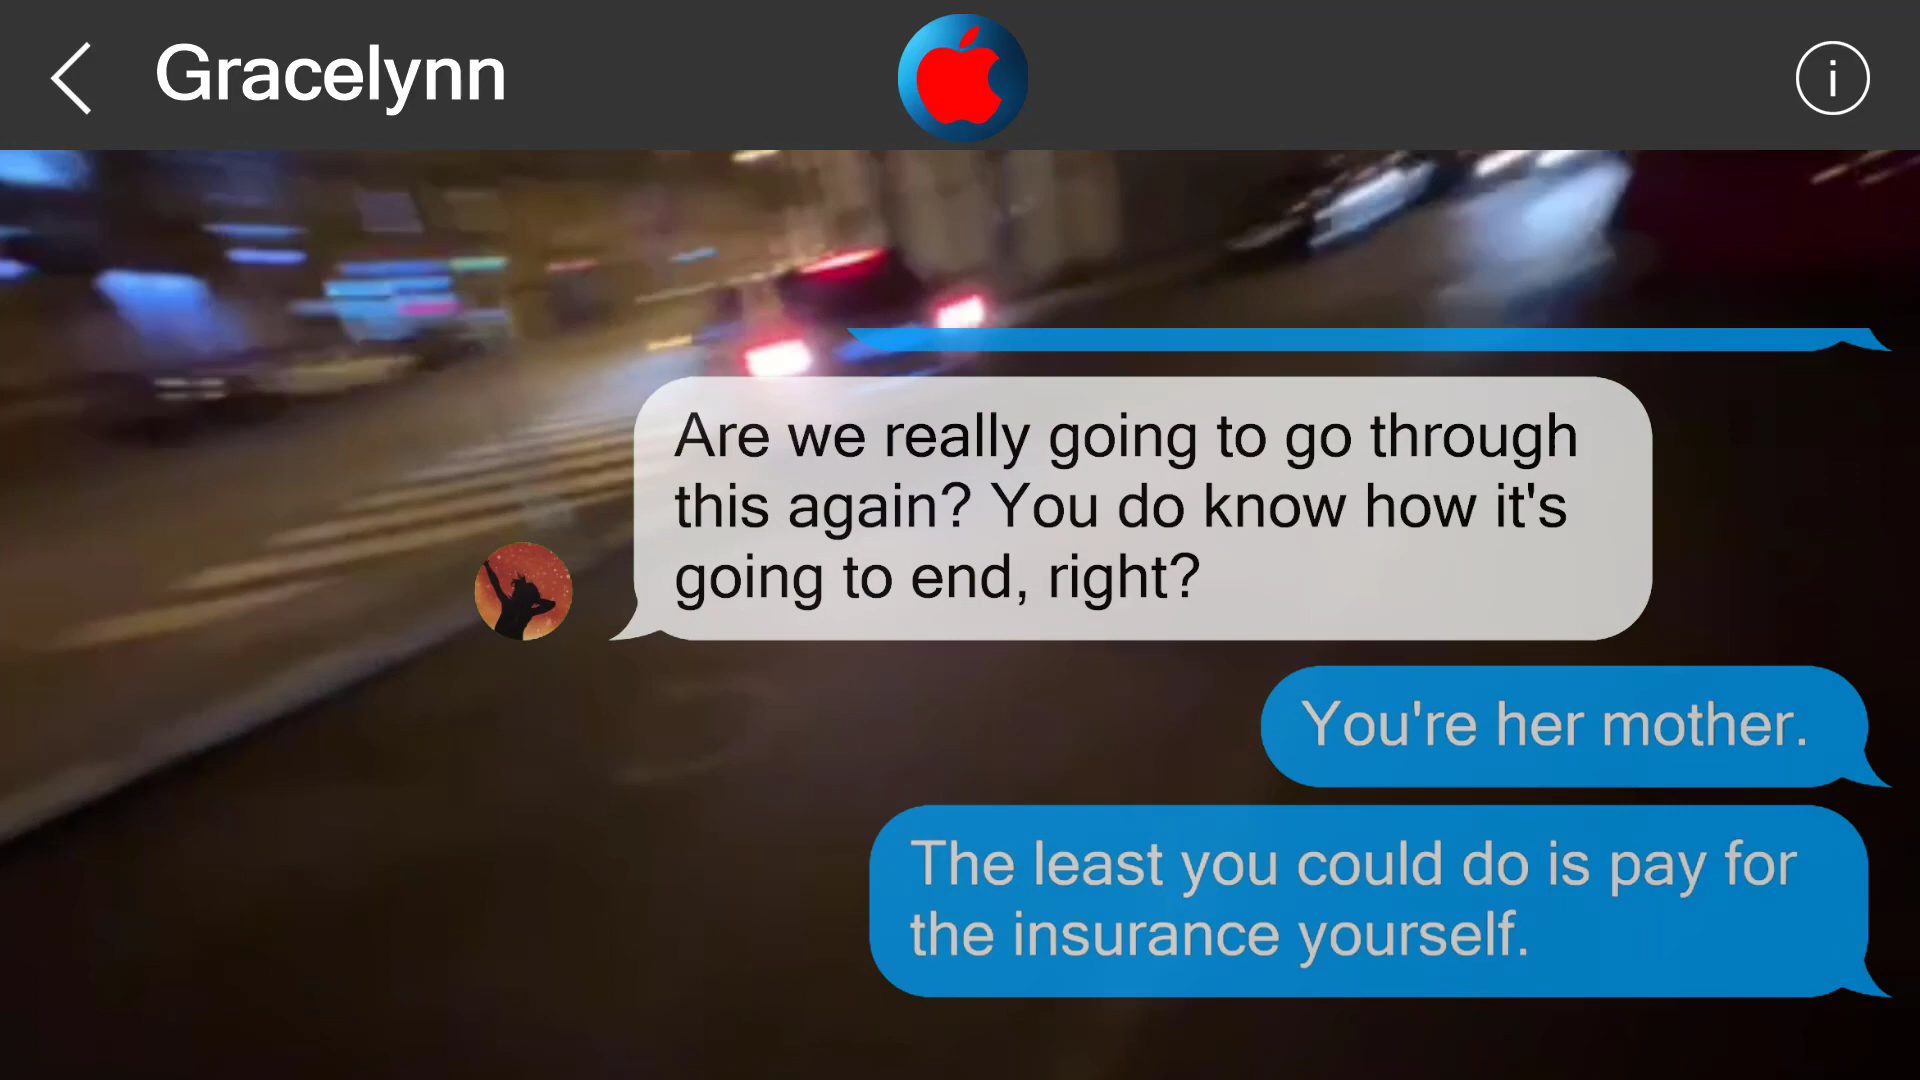 Gracelynn
i
Are we really going to go through
this again? You do know how it's
going to end, right?
You're her mother.
The least you could do is pay for
the insurance yourself.